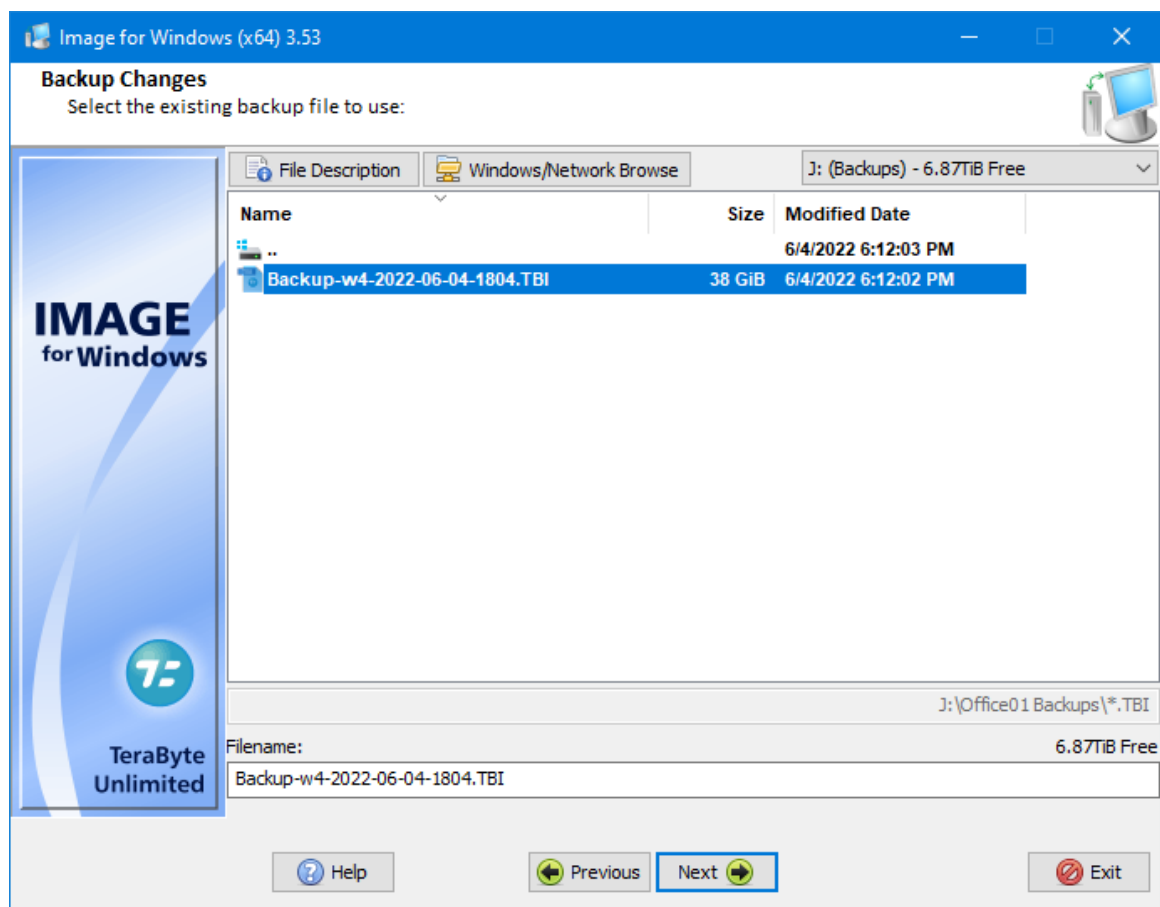 Image for Windows (x64) 3.53
Backup Changes
Select the existing backup file to use:
File Description Windows/Network Browse J: (Backups) - 6.87TiB Free
Name Size Modified Date
.. 6/4/2022 6:12:03 PM
Backup-w4-2022-06-04-1804.TBI 38 GiB 6/4/2022 6:12:02 PM
IMAGE
for Windows
TeraByte
Unlimited
J:\Office01 Backups\*.TBI
Filename: 6.87TiB Free
Backup-w4-2022-06-04-1804.TBI
Help Previous Next Exit